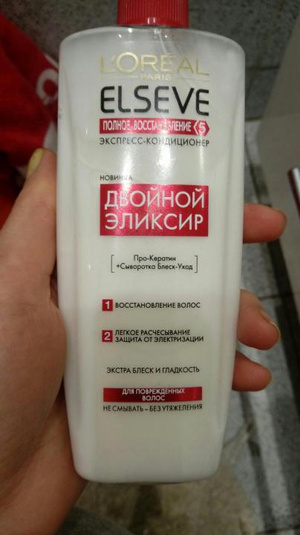 L'ORÉAL
PARIS
ELSEVE
ПОЛНОЕ ВОССТАНОВЛЕНИЕ 5
ЭКСПРЕСС-КОНДИЦИОНЕР
НОВИНКА
ДВОЙНОЙ
ЭЛИКСИР
Про-Кератин
+Сыворотка Блеск-Уход
1 ВОССТАНОВЛЕНИЕ ВОЛОС
2 ЛЕГКОЕ РАСЧЕСЫВАНИЕ
ЗАЩИТА ОТ ЭЛЕКТРИЗАЦИИ
ЭКСТРА БЛЕСК И ГЛАДКОСТЬ
ДЛЯ ПОВРЕЖДЕННЫХ
ВОЛОС
НЕ СМЫВАТЬ – БЕЗ УТЯЖЕЛЕНИЯ